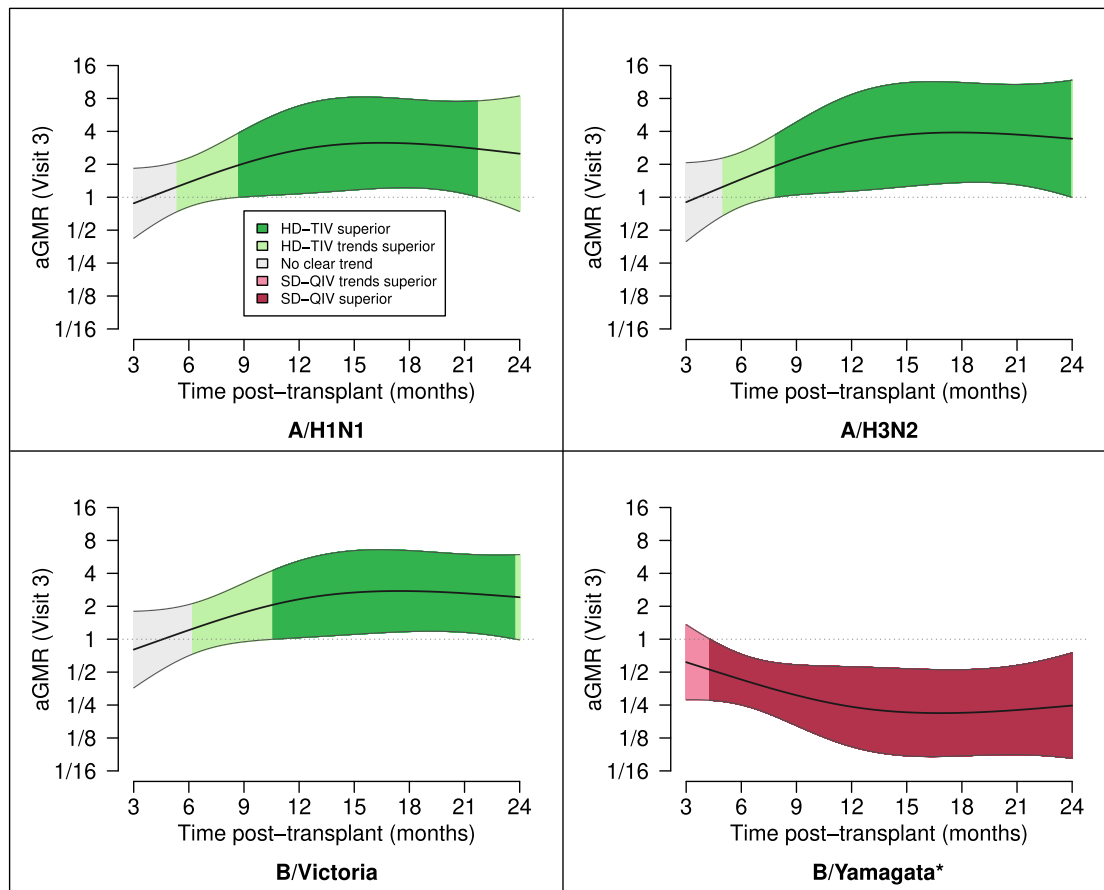 16
8
4
2
1
1/2
1/4
1/8
1/16
aGMR (Visit 3)
HD−TIV superior
HD−TIV trends superior
No clear trend
SD−QIV trends superior
SD−QIV superior
3 6 9 12 15 18 21 24
Time post−transplant (months)
A/H1N1
16
8
4
2
1
1/2
1/4
1/8
1/16
aGMR (Visit 3)
3 6 9 12 15 18 21 24
Time post−transplant (months)
A/H3N2
16
8
4
2
1
1/2
1/4
1/8
1/16
aGMR (Visit 3)
3 6 9 12 15 18 21 24
Time post−transplant (months)
B/Victoria
16
8
4
2
1
1/2
1/4
1/8
1/16
aGMR (Visit 3)
3 6 9 12 15 18 21 24
Time post−transplant (months)
B/Yamagata*